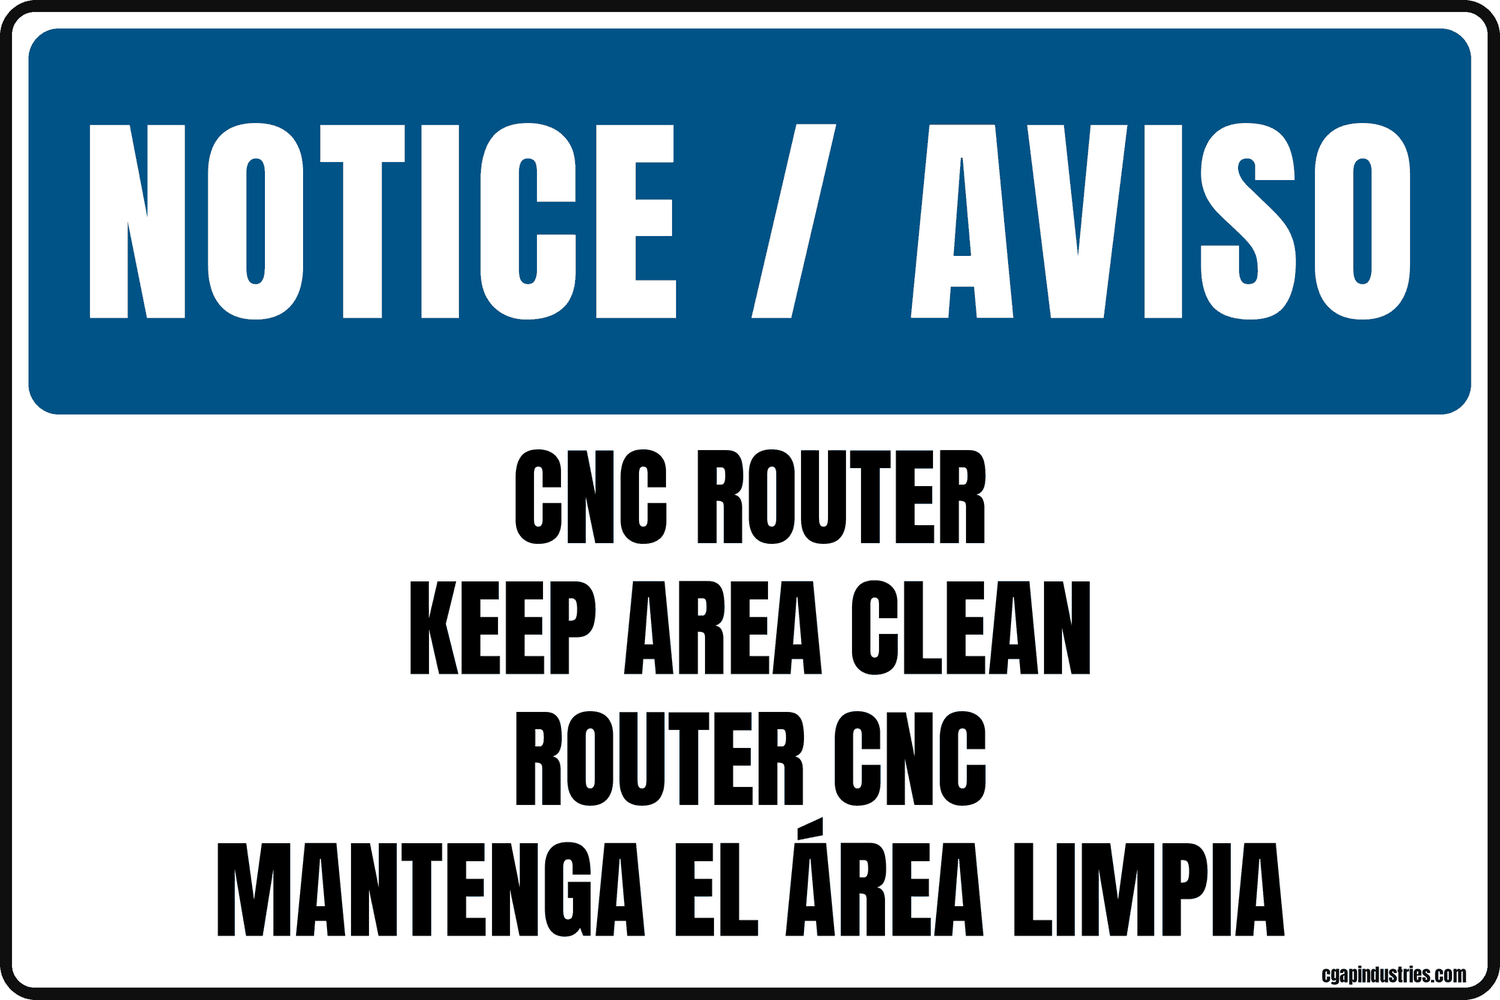 NOTICE / AVISO
CNC ROUTER
KEEP AREA CLEAN
ROUTER CNC
MANTENGA EL ÁREA LIMPIA
cgapindustries.com